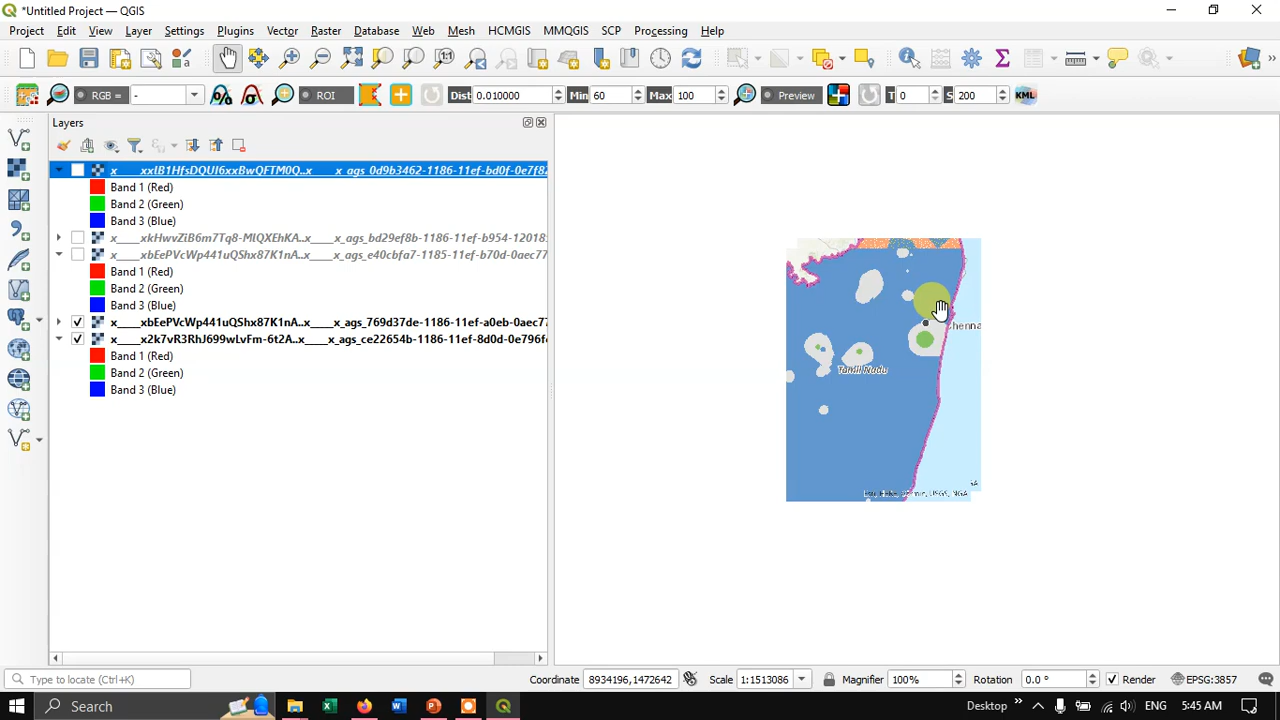 *Untitled Project — QGIS
Project Edit View Layer Settings Plugins Vector Raster Database Web Mesh HCMGIS MMQGIS SCP Processing Help
RGB = - ROI Dist 0.010000 Min 60 Max 100 Preview T 0 S 200 KML
Layers
x____xxlB1HfsDQUI6xxBwQFTM0Q..x____x_ags_0d9b3462-1186-11ef-bd0f-0e7f82
Band 1 (Red)
Band 2 (Green)
Band 3 (Blue)
x____xkHwvZiB6m7Tq8-MlQXEhKA..x____x_ags_bd29ef8b-1186-11ef-b954-12018
x____xbEePVcWp441uQShx87K1nA..x____x_ags_e40cbfa7-1185-11ef-b70d-0aec77
Band 1 (Red)
Band 2 (Green)
Band 3 (Blue)
x____xbEePVcWp441uQShx87K1nA..x____x_ags_769d37de-1186-11ef-a0eb-0aec77
x____x2k7vR3RhJ699wLvFm-6t2A..x____x_ags_ce22654b-1186-11ef-8d0d-0e796f
Band 1 (Red)
Band 2 (Green)
Band 3 (Blue)
henna
Tamil Nadu
USGS, NGA
Type to locate (Ctrl+K) Coordinate 8934196,1472642 Scale 1:1513086 Magnifier 100% Rotation 0.0 ° Render EPSG:3857
Search Desktop ENG 5:45 AM